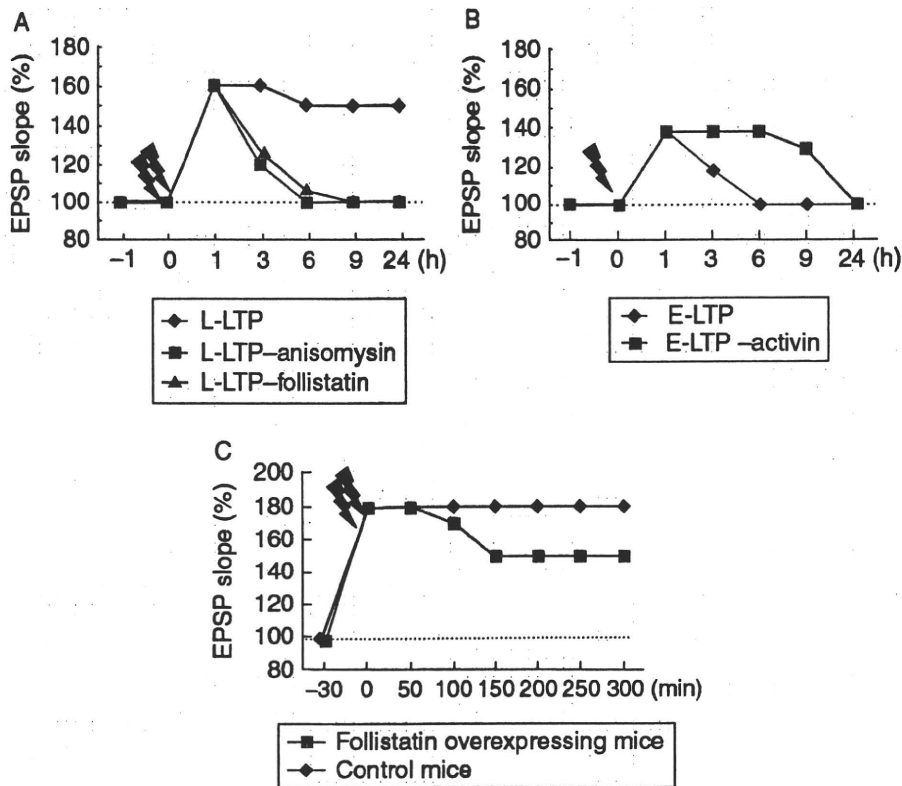 A
EPSP slope (%)
180
160
140
120
100
80
−1 0 1 3 6 9 24 (h)
L-LTP
L-LTP–anisomysin
L-LTP–follistatin
B
EPSP slope (%)
180
160
140
120
100
80
−1 0 1 3 6 9 24 (h)
E-LTP
E-LTP –activin
C
EPSP slope (%)
200
180
160
140
120
100
80
−30 0 50 100 150 200 250 300 (min)
Follistatin overexpressing mice
Control mice